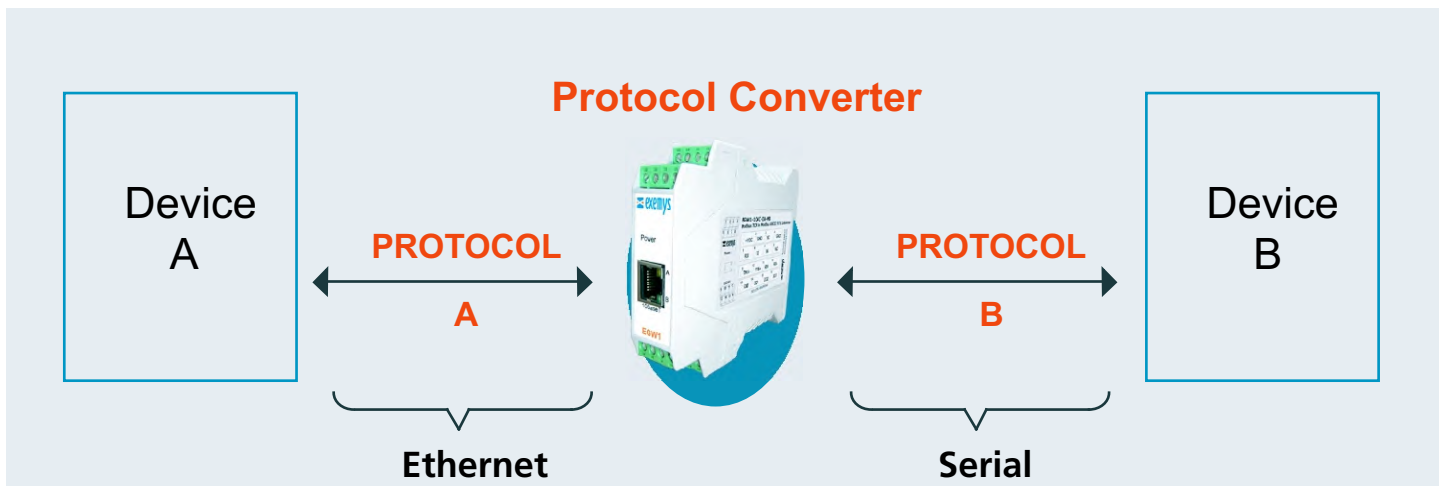 Protocol Converter
Device
A
PROTOCOL
A
exemys
Power
A
B
PROTOCOL
B
Device
B
Ethernet
Serial